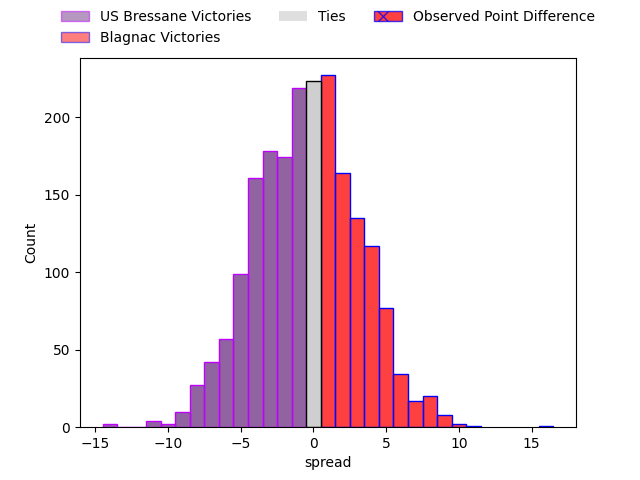 US Bressane Victories
Ties
Observed Point Difference
Blagnac Victories
200
150
100
50
0
Count
−15
−10
−5
0
5
10
15
spread